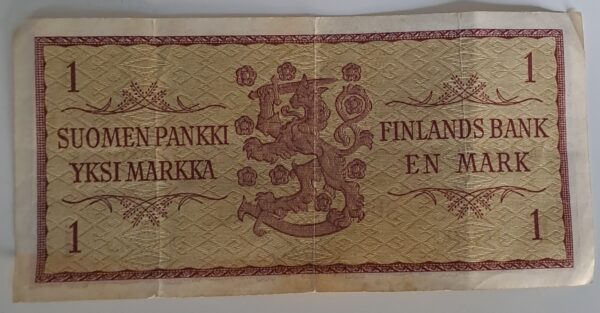 1 1
SUOMEN PANKKI
YKSI MARKKA
FINLANDS BANK
EN MARK
1 1